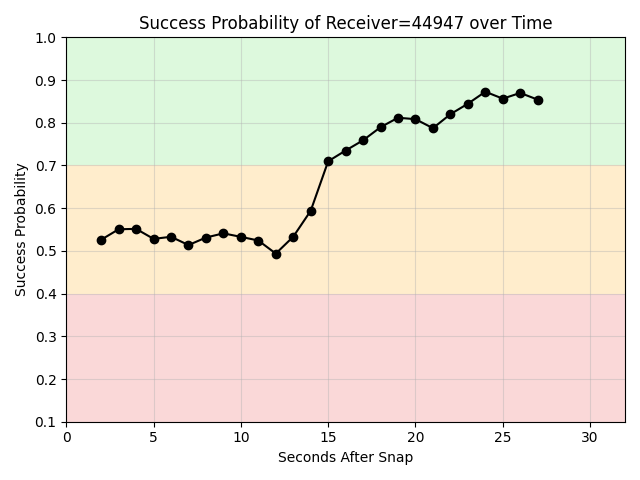 Success Probability of Receiver=44947 over Time
1.0
0.9
0.8
0.7
0.6
0.5
0.4
0.3
0.2
0.1
Success Probability
0 5 10 15 20 25 30
Seconds After Snap